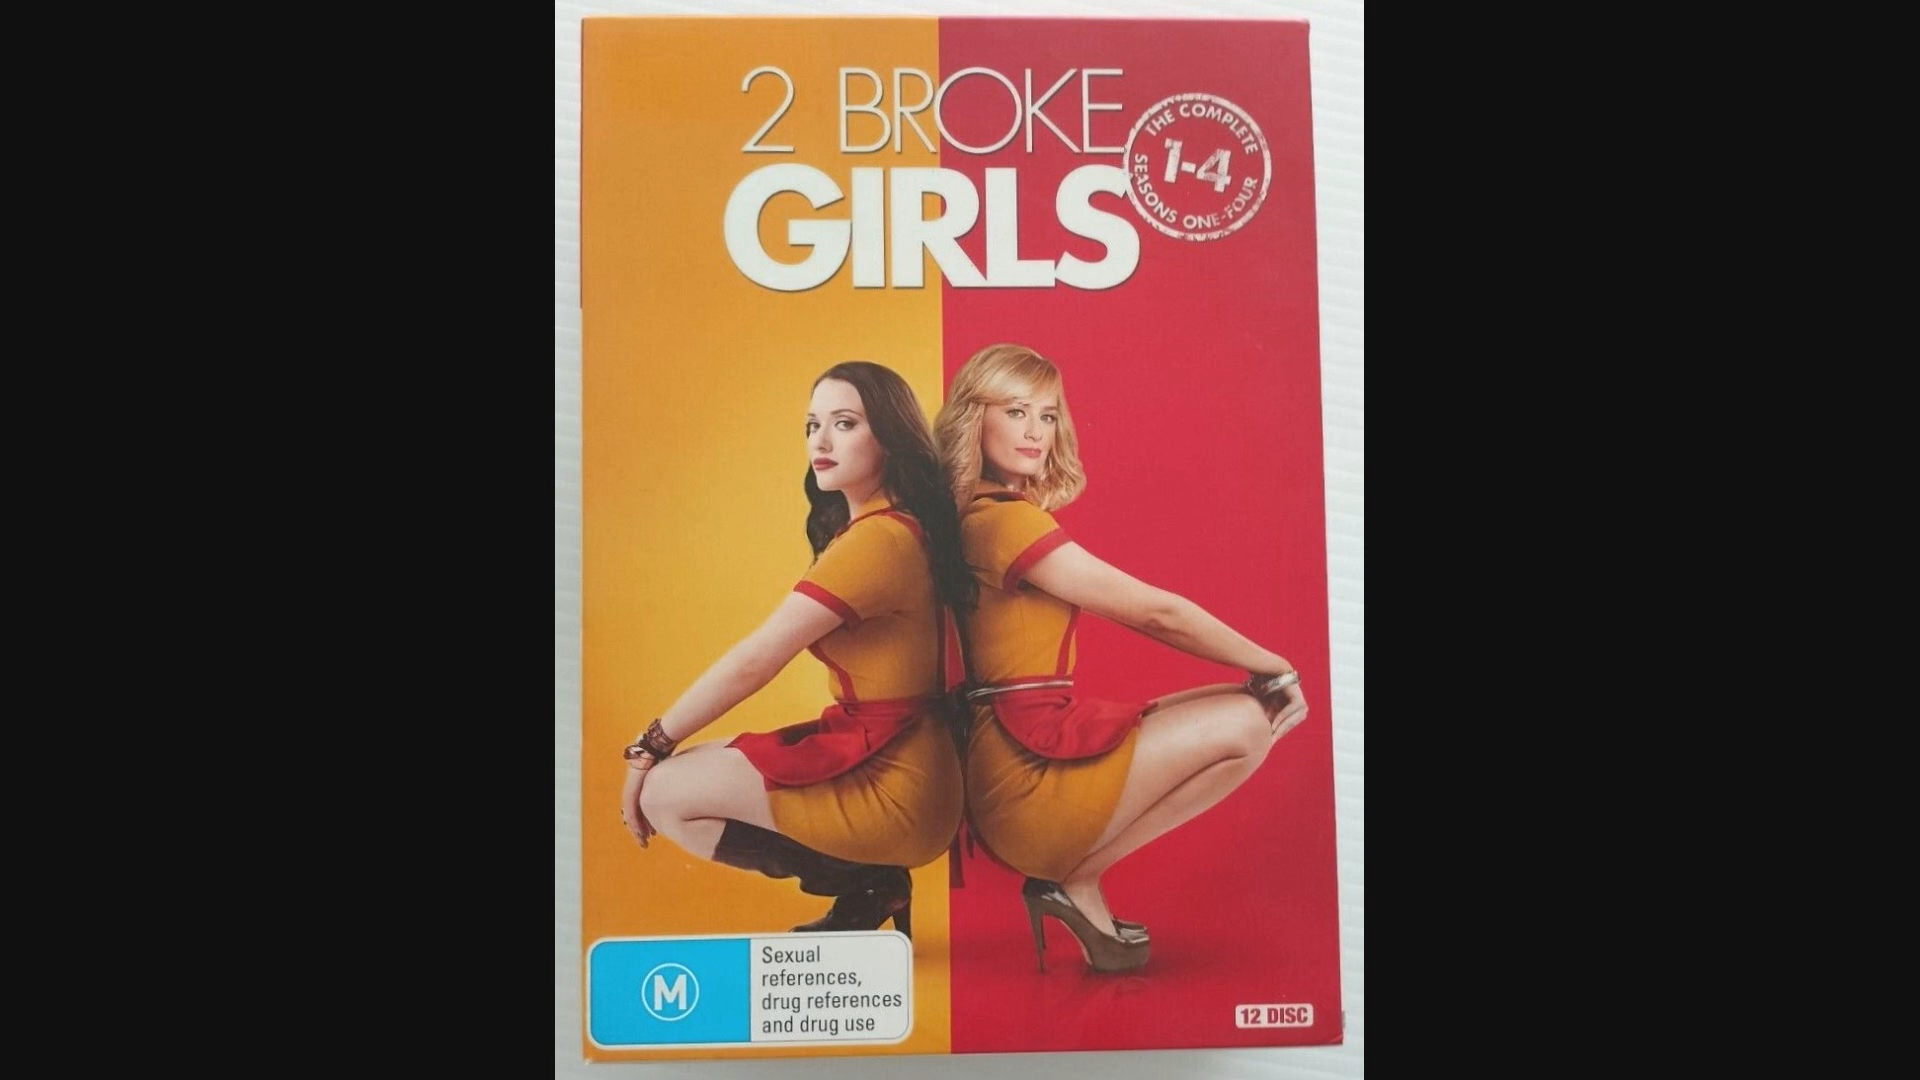 2 BROKE
GIRLS
THE COMPLETE
1-4
SEASONS ONE-FOUR
M
Sexual
references,
drug references
and drug use
12 DISC